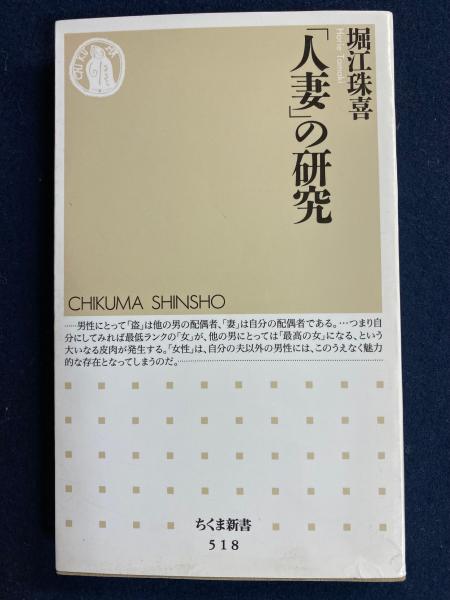 堀江珠喜
Horie Tamaki
「人妻」の研究
CHIKUMA SHINSHO
……男性にとって「盗」は他の男の配偶者、「妻」は自分の配偶者である。…つまり自
分にしてみれば最低ランクの「女」が、他の男にとっては「最高の女」になる、という
大いなる皮肉が発生する。「女性」は、自分の夫以外の男性には、このうえなく魅力
的な存在となってしまうのだ。……
ちくま新書
518